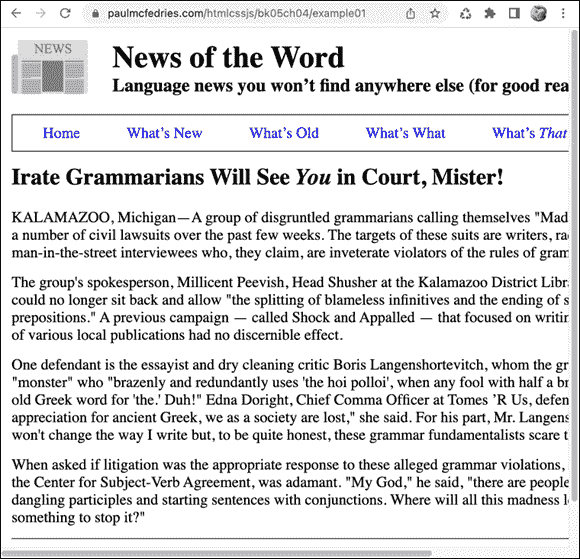 paulmcfedries.com/htmlcssjs/bk05ch04/example01
NEWS
News of the Word
Language news you won’t find anywhere else (for good rea
Home What’s New What’s Old What’s What What’s That
Irate Grammarians Will See You in Court, Mister!
KALAMAZOO, Michigan—A group of disgruntled grammarians calling themselves "Mad
a number of civil lawsuits over the past few weeks. The targets of these suits are writers, ra
man-in-the-street interviewees who, they claim, are inveterate violators of the rules of gram
The group's spokesperson, Millicent Peevish, Head Shusher at the Kalamazoo District Libr
could no longer sit back and allow "the splitting of blameless infinitives and the ending of s
prepositions." A previous campaign — called Shock and Appalled — that focused on writin
of various local publications had no discernible effect.
One defendant is the essayist and dry cleaning critic Boris Langenshortevitch, whom the gr
"monster" who "brazenly and redundantly uses 'the hoi polloi', when any fool with half a br
old Greek word for 'the.' Duh!" Edna Doright, Chief Comma Officer at Tomes ’R Us, defen
appreciation for ancient Greek, we as a society are lost," she said. For his part, Mr. Langens
won't change the way I write but, to be quite honest, these grammar fundamentalists scare t
When asked if litigation was the appropriate response to these alleged grammar violations,
the Center for Subject-Verb Agreement, was adamant. "My God," he said, "there are people
dangling participles and starting sentences with conjunctions. Where will all this madness l
something to stop it?"